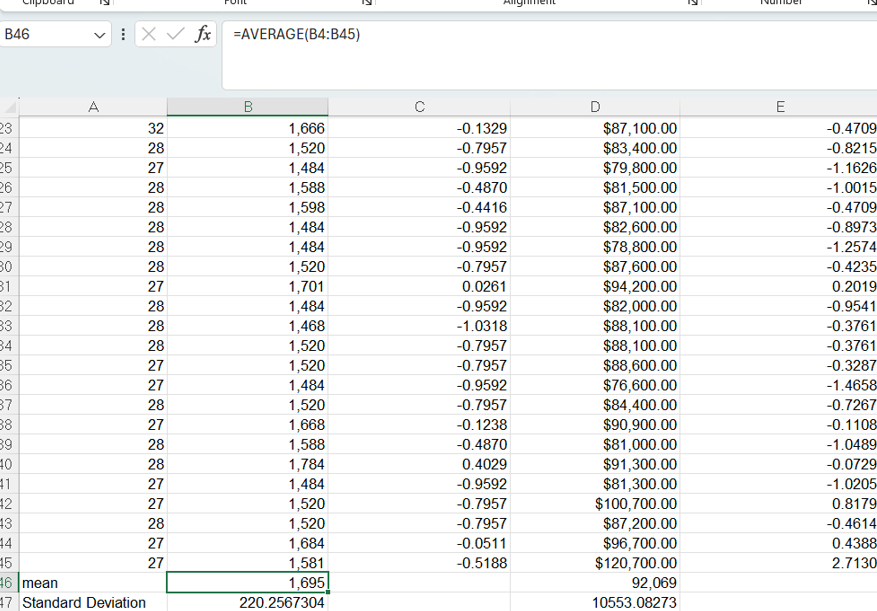 Clipboard Font Alignment Number
B46 fx =AVERAGE(B4:B45)
A B C D E
23 32 1,666 -0.1329 $87,100.00 -0.4709
24 28 1,520 -0.7957 $83,400.00 -0.8215
25 27 1,484 -0.9592 $79,800.00 -1.1626
26 28 1,588 -0.4870 $81,500.00 -1.0015
27 28 1,598 -0.4416 $87,100.00 -0.4709
28 28 1,484 -0.9592 $82,600.00 -0.8973
29 28 1,484 -0.9592 $78,800.00 -1.2574
30 28 1,520 -0.7957 $87,600.00 -0.4235
31 27 1,701 0.0261 $94,200.00 0.2019
32 28 1,484 -0.9592 $82,000.00 -0.9541
33 28 1,468 -1.0318 $88,100.00 -0.3761
34 28 1,520 -0.7957 $88,100.00 -0.3761
35 27 1,520 -0.7957 $88,600.00 -0.3287
36 27 1,484 -0.9592 $76,600.00 -1.4658
37 28 1,520 -0.7957 $84,400.00 -0.7267
38 27 1,668 -0.1238 $90,900.00 -0.1108
39 28 1,588 -0.4870 $81,000.00 -1.0489
40 28 1,784 0.4029 $91,300.00 -0.0729
41 27 1,484 -0.9592 $81,300.00 -1.0205
42 27 1,520 -0.7957 $100,700.00 0.8179
43 28 1,520 -0.7957 $87,200.00 -0.4614
44 27 1,684 -0.0511 $96,700.00 0.4388
45 27 1,581 -0.5188 $120,700.00 2.7130
46 mean 1,695 92,069
47 Standard Deviation 220.2567304 10553.08273